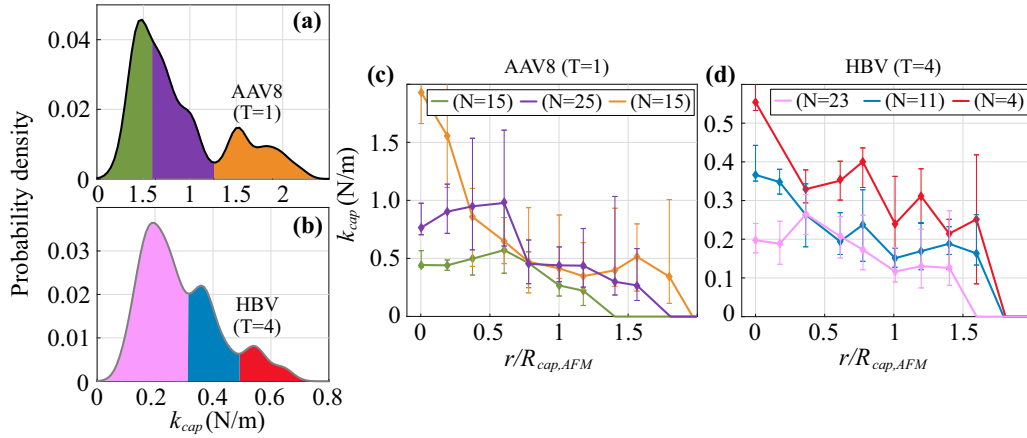 (a)
0.04
0.02
0
AAV8
(T=1)
0 1.5 1 1.5 2
Probability density
(b)
0.03
0.02
0.01
0
HBV
(T=4)
0 0.2 0.4 0.6 0.8
k_cap (N/m)
(c) AAV8 (T=1)
(N=15) (N=25) (N=15)
1.5
1.0
0.5
0
k_cap (N/m)
0 0.5 1.0 1.5
r/R_cap,AFM
(d) HBV (T=4)
(N=23 (N=11) (N=4)
0.5
0.4
0.3
0.2
0.1
0
0 0.5 1.0 1.5
r/R_cap,AFM